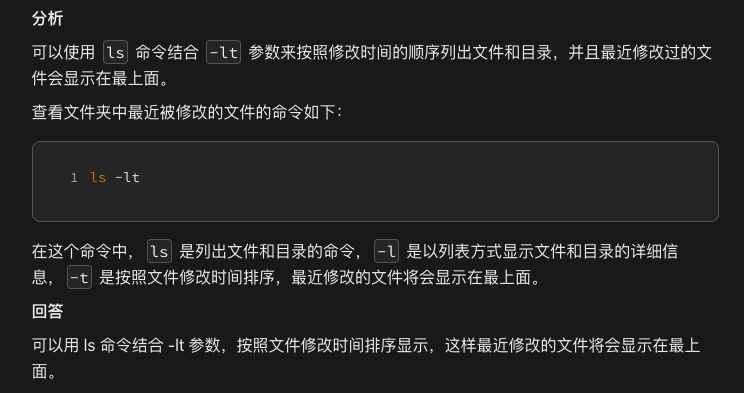 分析
可以使用 ls 命令结合 -lt 参数来按照修改时间的顺序列出文件和目录，并且最近修改过的文
件会显示在最上面。
查看文件夹中最近被修改的文件的命令如下：
1 ls -lt
在这个命令中， ls 是列出文件和目录的命令， -l 是以列表方式显示文件和目录的详细信
息， -t 是按照文件修改时间排序，最近修改的文件将会显示在最上面。
回答
可以用 ls 命令结合 -lt 参数，按照文件修改时间排序显示，这样最近修改的文件将会显示在最上
面。